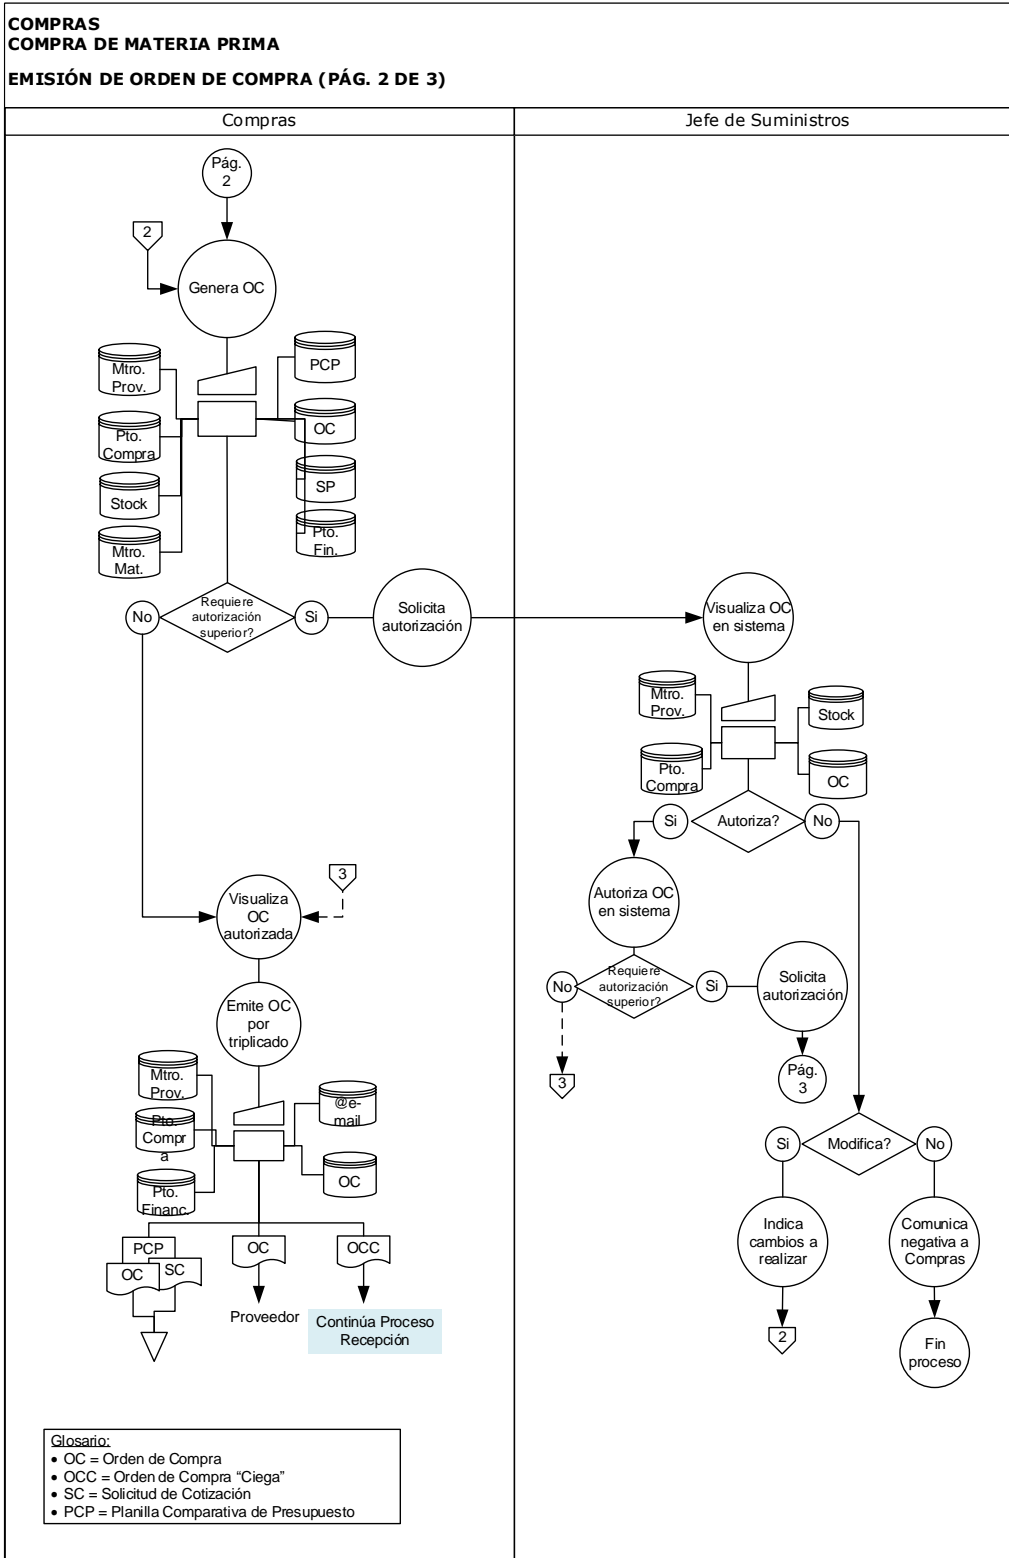 COMPRAS
COMPRA DE MATERIA PRIMA
EMISIÓN DE ORDEN DE COMPRA (PÁG. 2 DE 3)
Compras
Jefe de Suministros
Pág.
2
2
Genera OC
Mtro.
Prov.
PCP
Pto.
Compra
OC
Stock
SP
Mtro.
Mat.
Pto.
Fin.
No
Requiere
autorización
superior?
Si
Solicita
autorización
Visualiza OC
en sistema
Mtro.
Prov.
Stock
Pto.
Compra
OC
Si
Autoriza?
No
Autoriza OC
en sistema
3
Visualiza
OC
autorizada
No
Requiere
autorización
superior?
Si
Solicita
autorización
Emite OC
por
triplicado
3
Pág.
3
Mtro.
Prov.
@e-
mail
Pto.
Compr
a
OC
Pto.
Financ.
Si
Modifica?
No
PCP
OC
SC
OC
OCC
Indica
cambios a
realizar
Comunica
negativa a
Compras
Proveedor
Continúa Proceso
Recepción
2
Fin
proceso
Glosario:
• OC = Orden de Compra
• OCC = Orden de Compra “Ciega”
• SC = Solicitud de Cotización
• PCP = Planilla Comparativa de Presupuesto